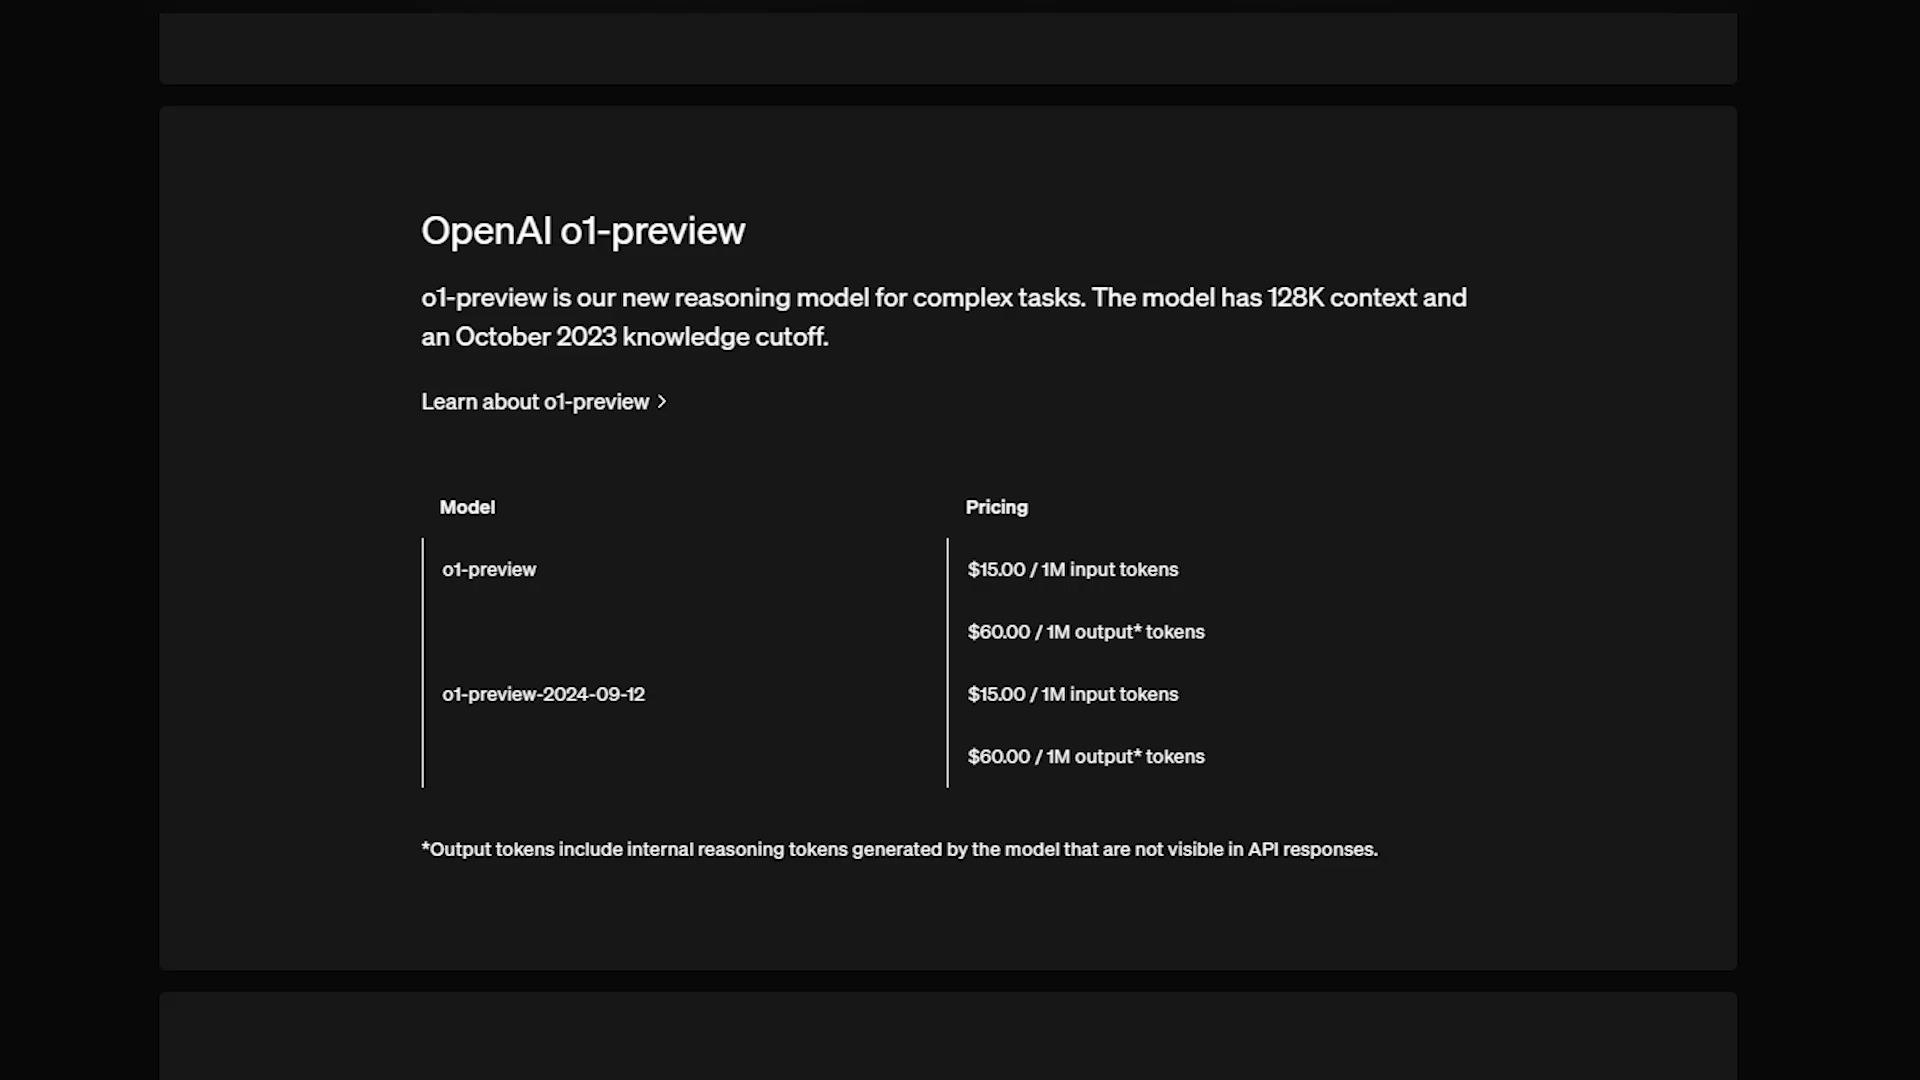 OpenAI o1-preview
o1-preview is our new reasoning model for complex tasks. The model has 128K context and
an October 2023 knowledge cutoff.
Learn about o1-preview >
Model Pricing
o1-preview $15.00 / 1M input tokens
$60.00 / 1M output* tokens
o1-preview-2024-09-12 $15.00 / 1M input tokens
$60.00 / 1M output* tokens
*Output tokens include internal reasoning tokens generated by the model that are not visible in API responses.